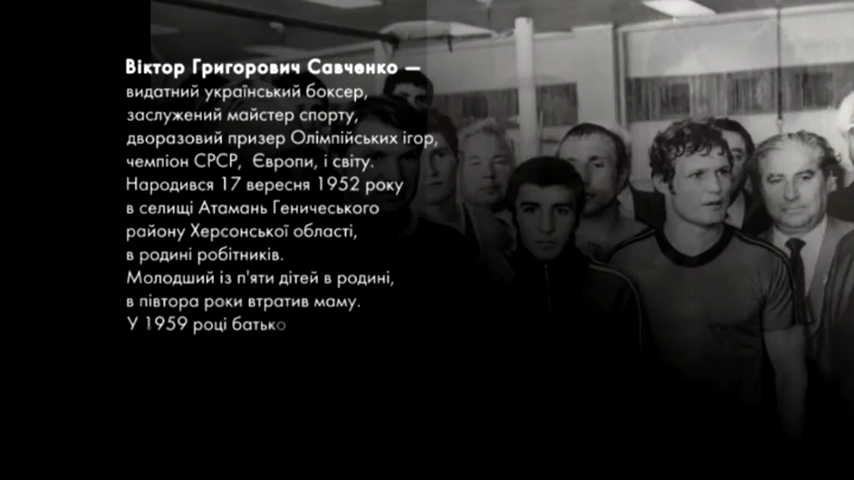 Віктор Григорович Савченко —
видатний український боксер,
заслужений майстер спорту,
дворазовий призер Олімпійських ігор,
чемпіон СРСР, Європи, і світу.
Народився 17 вересня 1952 року
в селищі Атамань Генического
району Херсонської області,
в родині робітників.
Молодший із п'яти дітей в родині,
в півтора роки втратив маму.
У 1959 році батько